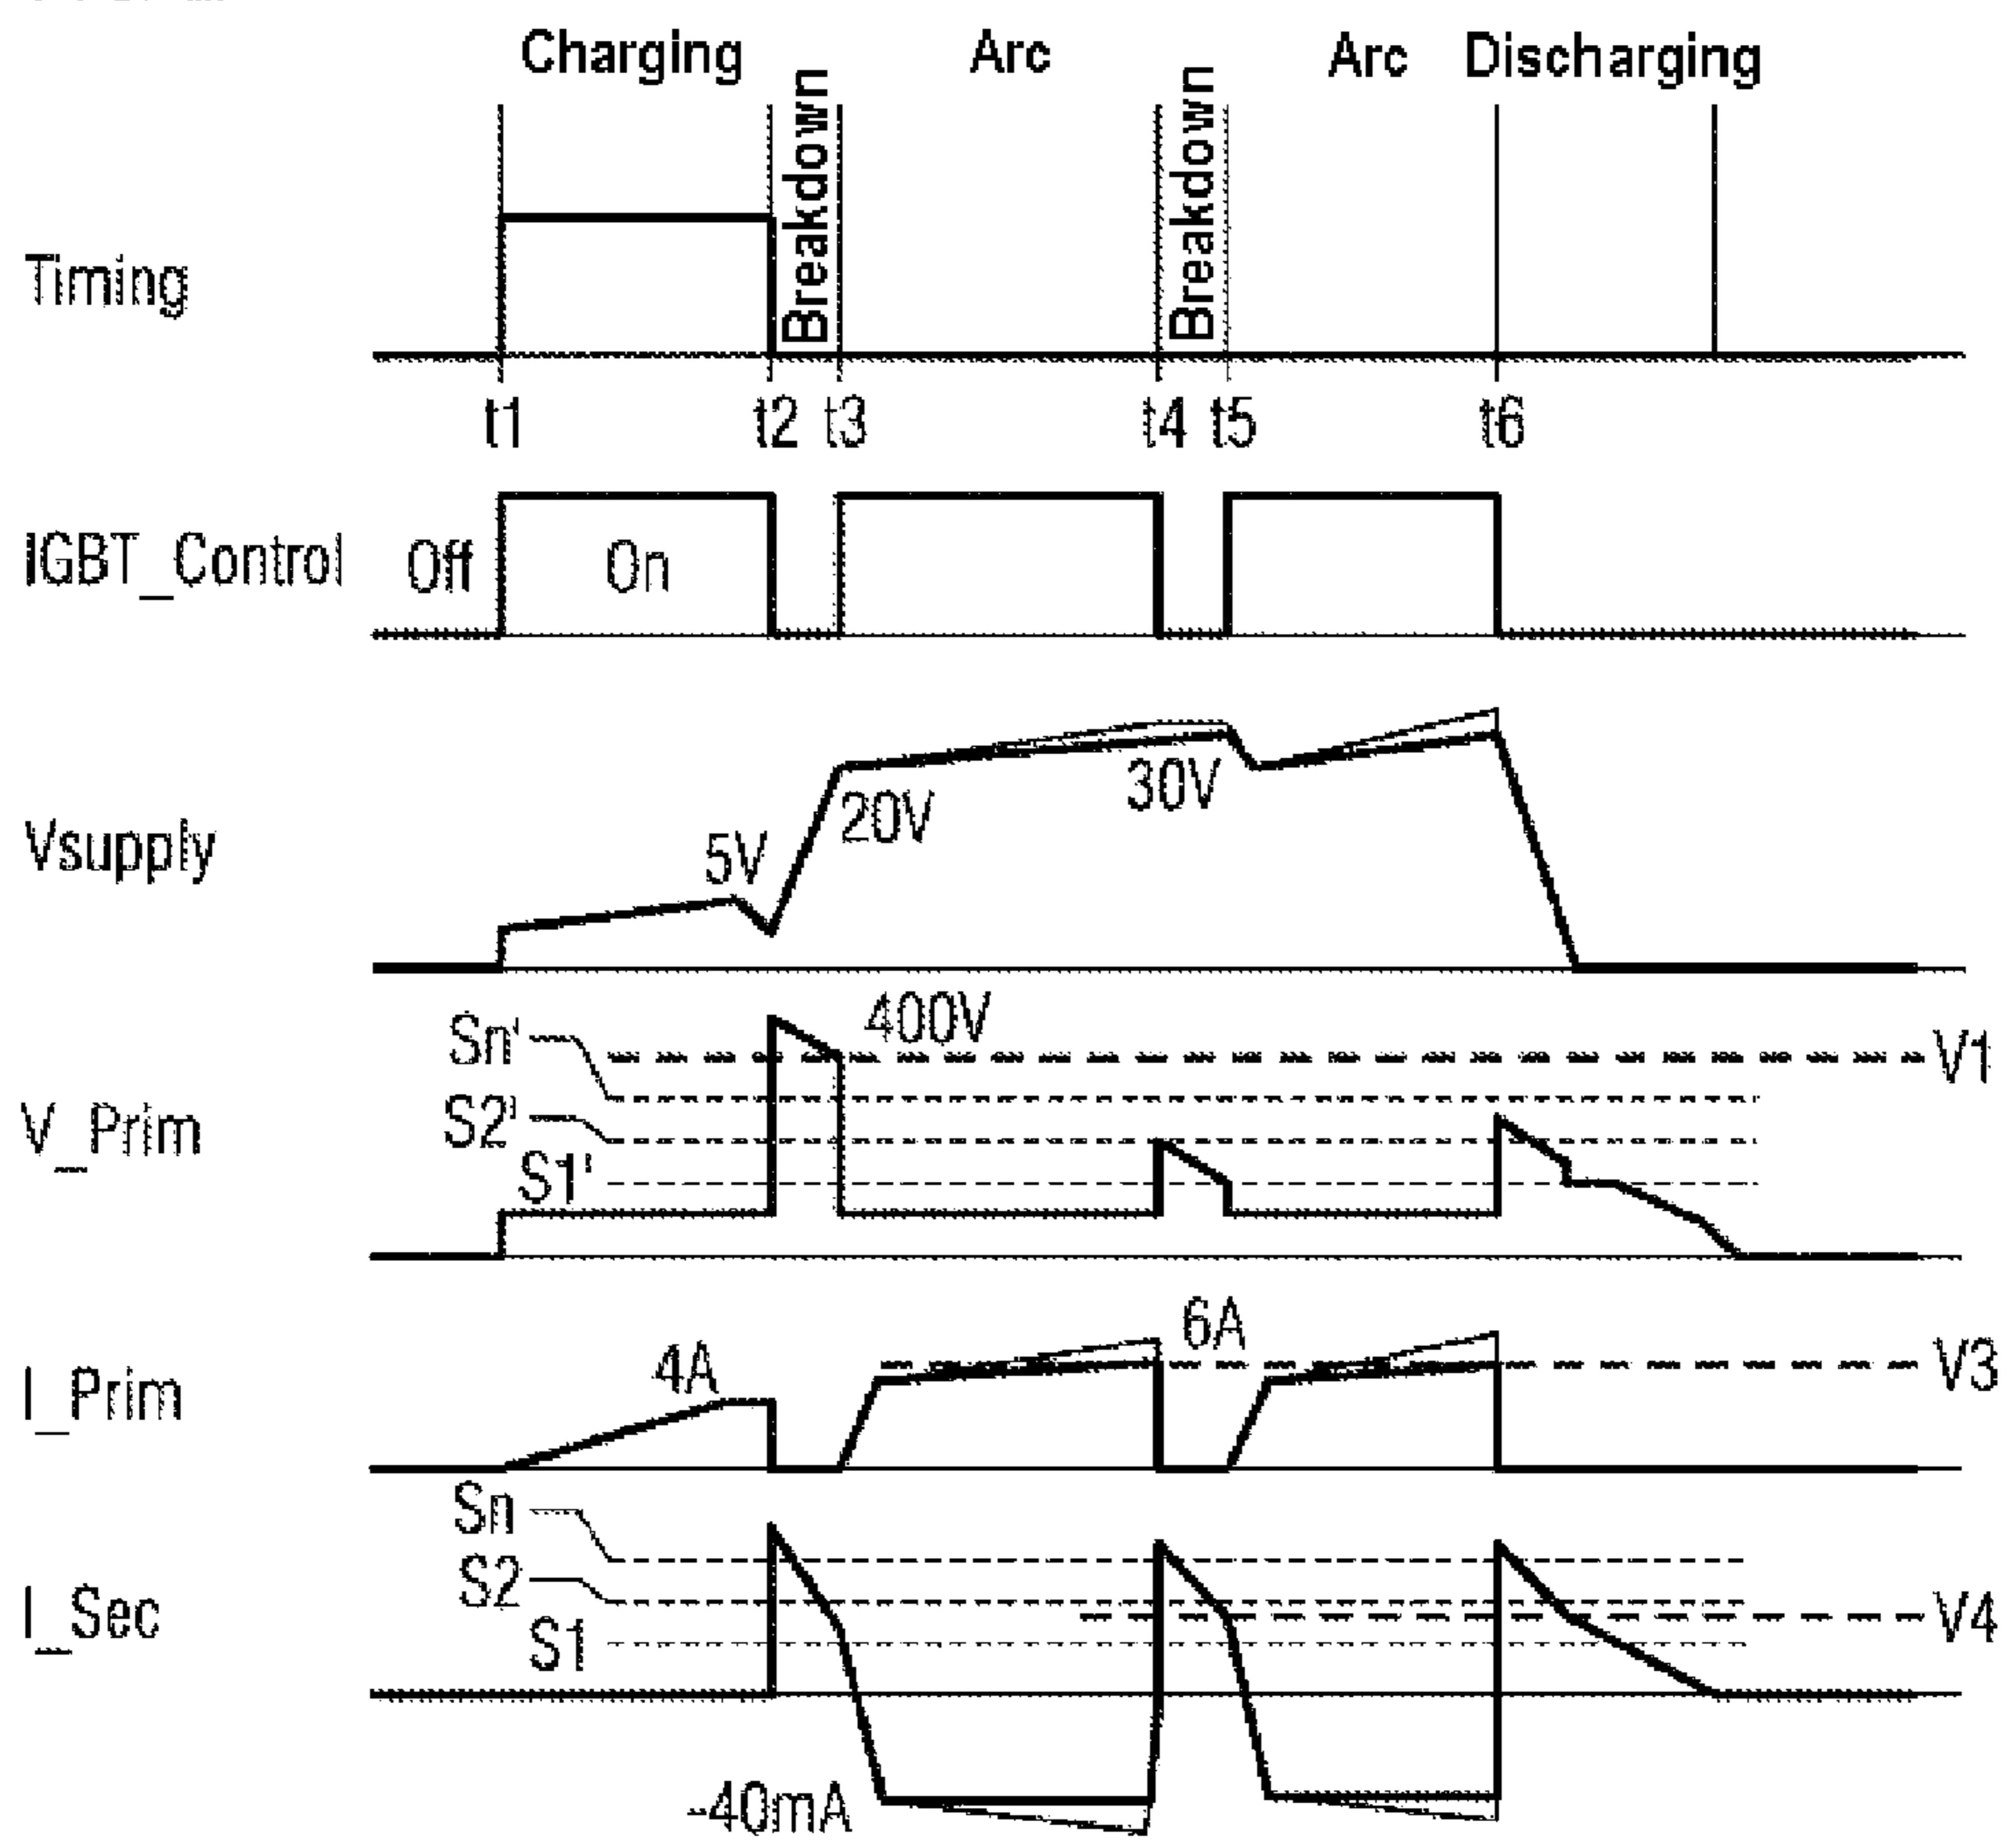 Charging Arc Arc Discharging
Breakdown Breakdown
Timing
t1 t2 t3 t4 t5 t6
IGBT_Control Off On
Vsupply 5V 20V 30V
400V
Sn'
V1
S2'
V_Prim
S1'
6A
4A
V3
I_Prim
Sn
S2
I_Sec
V4
S1
-40mA